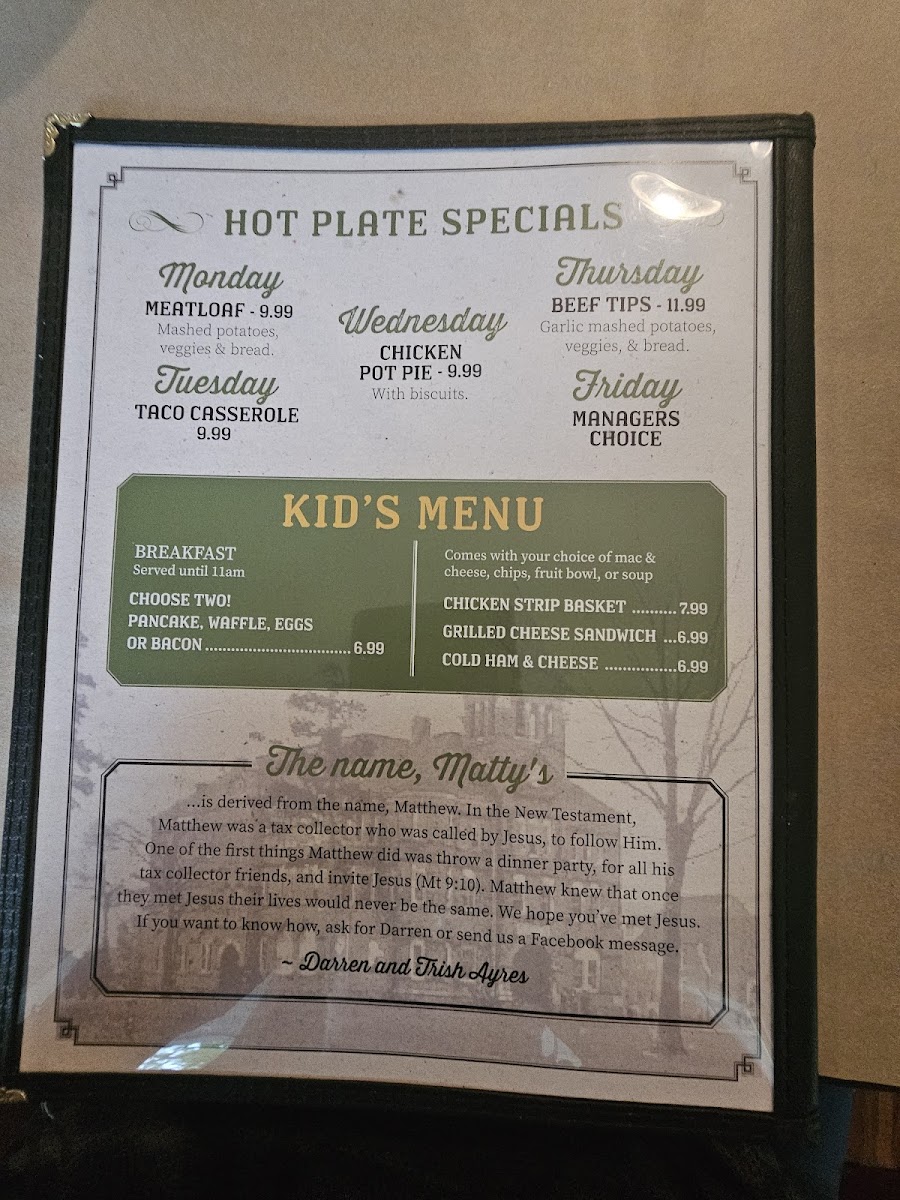 HOT PLATE SPECIALS
Monday
MEATLOAF - 9.99
Mashed potatoes,
veggies & bread.
Tuesday
TACO CASSEROLE
9.99
Wednesday
CHICKEN
POT PIE - 9.99
With biscuits.
Thursday
BEEF TIPS - 11.99
Garlic mashed potatoes,
veggies, & bread.
Friday
MANAGERS
CHOICE
KID'S MENU
BREAKFAST
Served until 11am
CHOOSE TWO!
PANCAKE, WAFFLE, EGGS
OR BACON .................................. 6.99
Comes with your choice of mac &
cheese, chips, fruit bowl, or soup
CHICKEN STRIP BASKET .......... 7.99
GRILLED CHEESE SANDWICH ...6.99
COLD HAM & CHEESE ................6.99
The name, Matty's
...is derived from the name, Matthew. In the New Testament,
Matthew was a tax collector who was called by Jesus, to follow Him.
One of the first things Matthew did was throw a dinner party, for all his
tax collector friends, and invite Jesus (Mt 9:10). Matthew knew that once
they met Jesus their lives would never be the same. We hope you've met Jesus.
If you want to know how, ask for Darren or send us a Facebook message.
~ Darren and Trish Ayres